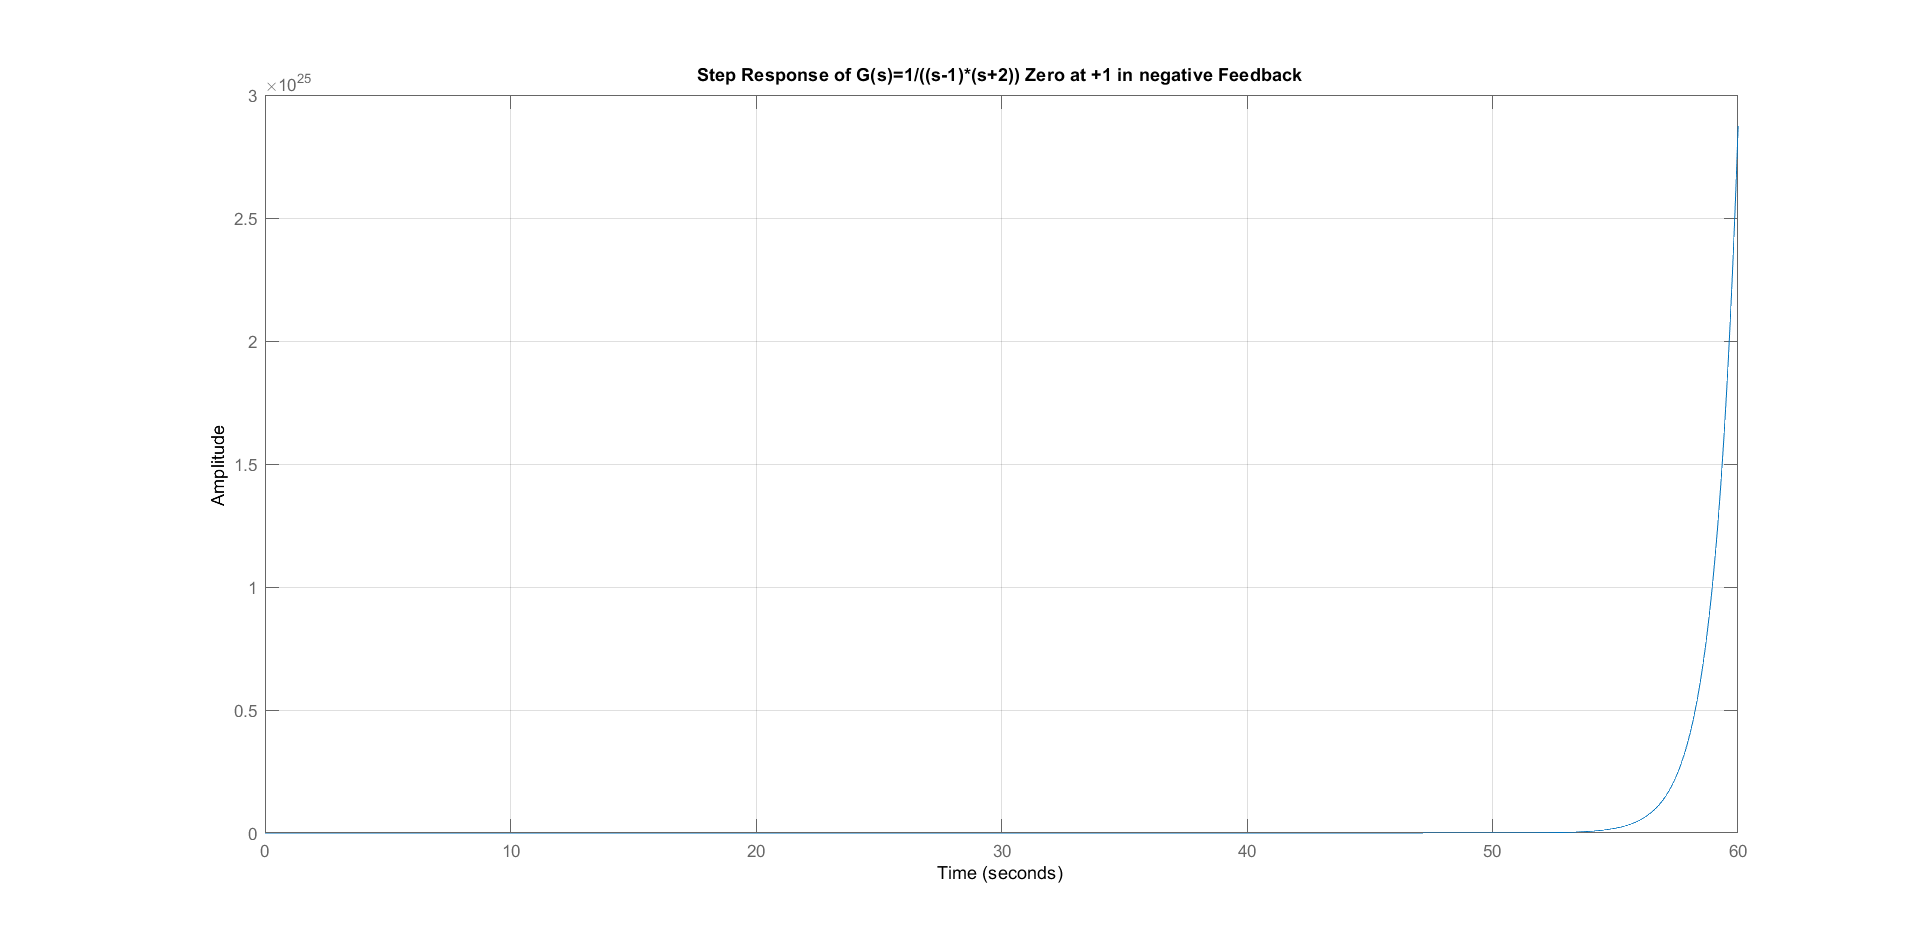 Step Response of G(s)=1/((s-1)*(s+2)) Zero at +1 in negative Feedback
×10^25
3
2.5
2
1.5
1
0.5
0
Amplitude
0 10 20 30 40 50 60
Time (seconds)